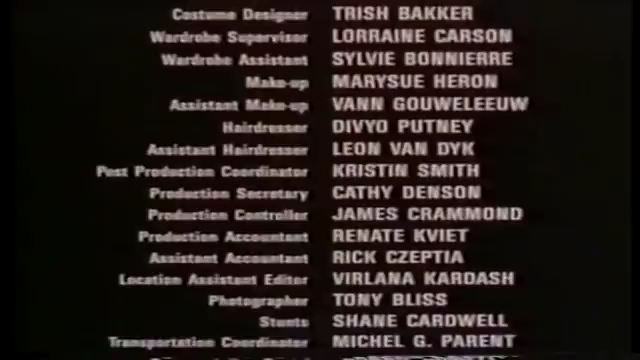 Costume Designer TRISH BAKKER
Wardrobe Supervisor LORRAINE CARSON
Wardrobe Assistant SYLVIE BONNIERRE
Make-up MARYSUE HERON
Assistant Make-up VANN GOUWELEEUW
Hairdresser DIVYO PUTNEY
Assistant Hairdresser LEON VAN DYK
Post Production Coordinator KRISTIN SMITH
Production Secretary CATHY DENSON
Production Controller JAMES CRAMMOND
Production Accountant RENATE KVIET
Assistant Accountant RICK CZEPTIA
Location Assistant Editor VIRLANA KARDASH
Photographer TONY BLISS
Stunts SHANE CARDWELL
Transportation Coordinator MICHEL G. PARENT